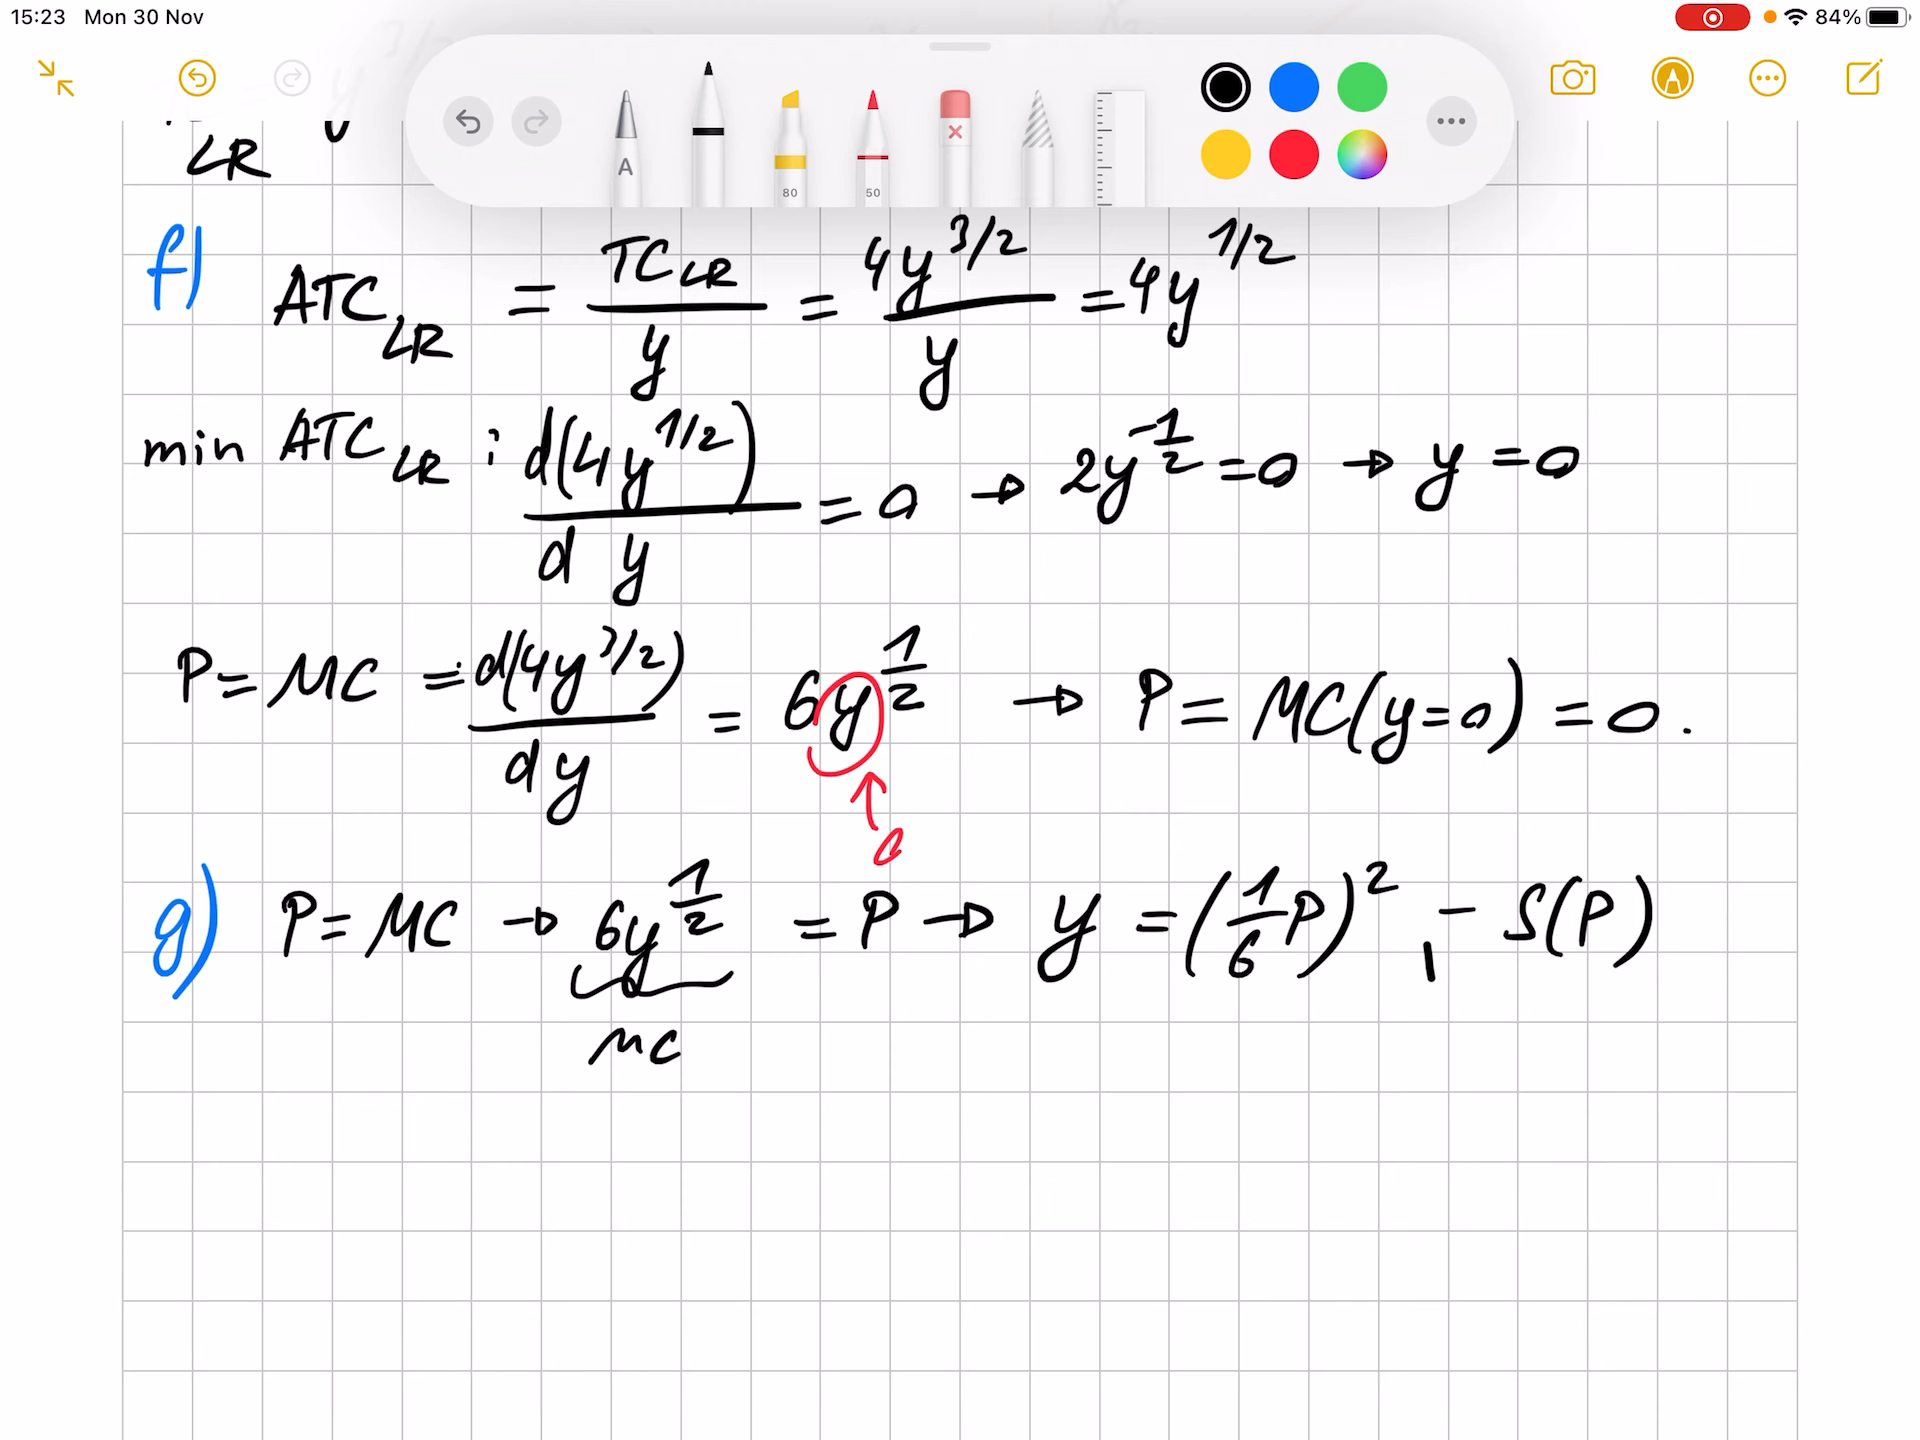 15:23 Mon 30 Nov 84%
LR
A 80 50
f) ATC_LR = TC_LR / y = 4y^{3/2} / y = 4y^{1/2}
min ATC_LR : d(4y^{1/2}) / dy = 0 → 2y^{-1/2} = 0 → y = 0
P = MC = d(4y^{3/2}) / dy = 6y^{1/2} → P = MC(y=0) = 0.
0
g) P = MC → 6y^{1/2} = P → y = (1/6 P)^2, - S(P)
MC